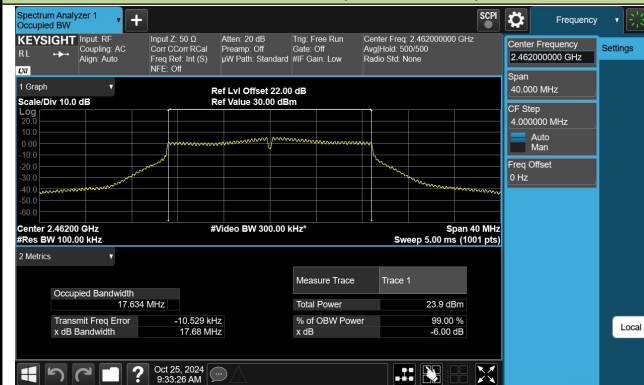 Spectrum Analyzer 1
Occupied BW
SCPI
Frequency
KEYSIGHT
RL
LXI
Input: RF
Coupling: AC
Align: Auto
Input Z: 50 Ω
Corr CCorr RCal
Freq Ref: Int (S)
NFE: Off
Atten: 20 dB
Preamp: Off
µW Path: Standard
Trig: Free Run
Gate: Off
#IF Gain: Low
Center Freq: 2.462000000 GHz
Avg|Hold: 500/500
Radio Std: None
1 Graph
Scale/Div 10.0 dB
Ref Lvl Offset 22.00 dB
Ref Value 30.00 dBm
Log
20.0
10.0
0.00
-10.0
-20.0
-30.0
-40.0
-50.0
-60.0
Center 2.46200 GHz
#Res BW 100.00 kHz
#Video BW 300.00 kHz*
Span 40 MHz
Sweep 5.00 ms (1001 pts)
2 Metrics
Occupied Bandwidth
17.634 MHz
Transmit Freq Error -10.529 kHz
x dB Bandwidth 17.68 MHz
Measure Trace Trace 1
Total Power 23.9 dBm
% of OBW Power 99.00 %
x dB -6.00 dB
Oct 25, 2024
9:33:26 AM
Center Frequency
2.462000000 GHz
Span
40.000 MHz
CF Step
4.000000 MHz
Auto
Man
Freq Offset
0 Hz
Settings
Local